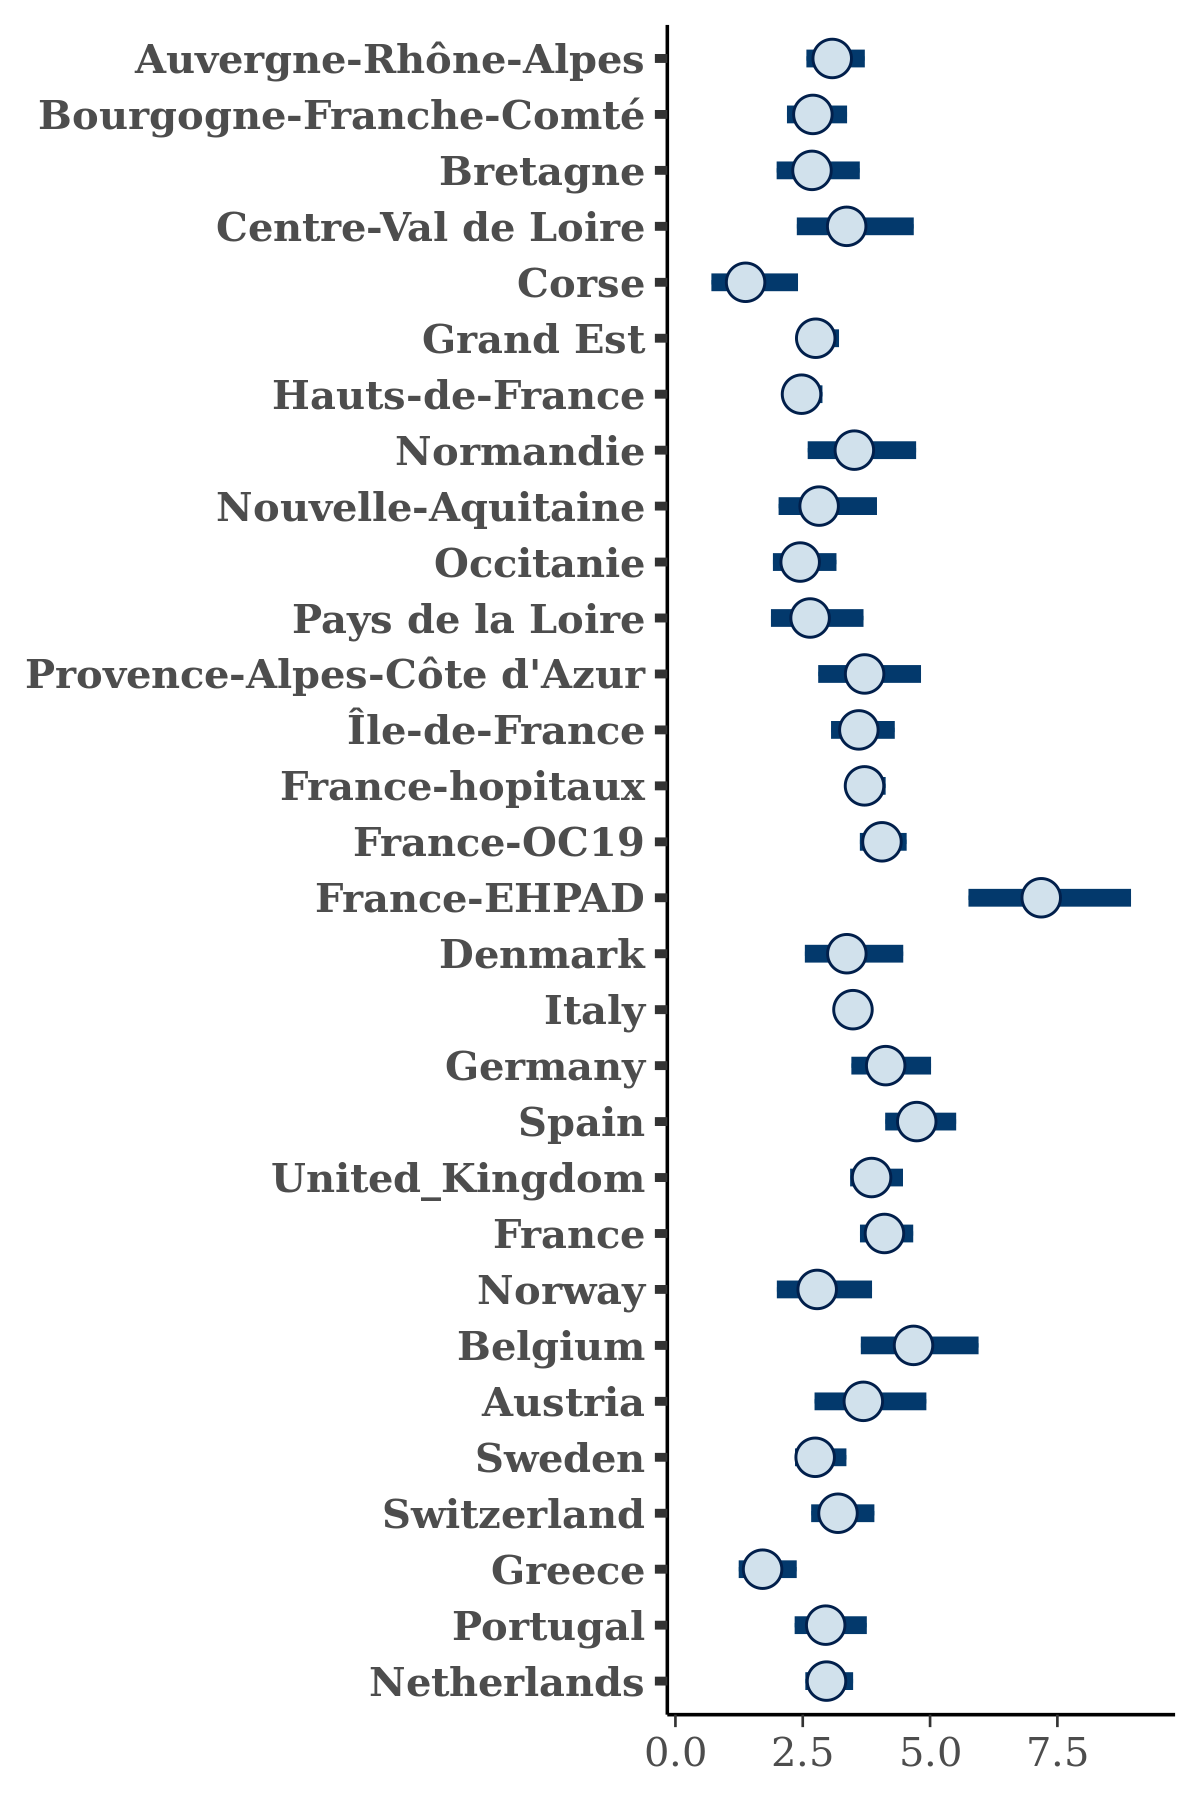 Auvergne-Rhône-Alpes
Bourgogne-Franche-Comté
Bretagne
Centre-Val de Loire
Corse
Grand Est
Hauts-de-France
Normandie
Nouvelle-Aquitaine
Occitanie
Pays de la Loire
Provence-Alpes-Côte d'Azur
Île-de-France
France-hopitaux
France-OC19
France-EHPAD
Denmark
Italy
Germany
Spain
United_Kingdom
France
Norway
Belgium
Austria
Sweden
Switzerland
Greece
Portugal
Netherlands
0.0 2.5 5.0 7.5